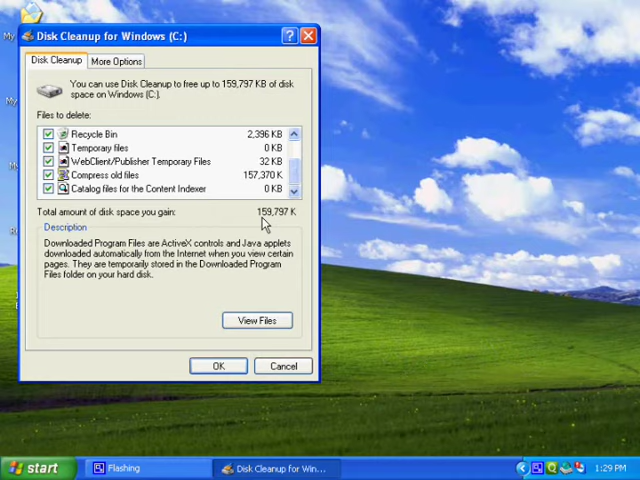 Disk Cleanup for Windows (C:)
Disk Cleanup
More Options
You can use Disk Cleanup to free up to 159,797 KB of disk
space on Windows (C:).
Files to delete:
Recycle Bin 2,396 KB
Temporary files 0 KB
WebClient/Publisher Temporary Files 32 KB
Compress old files 157,370 K
Catalog files for the Content Indexer 0 KB
Total amount of disk space you gain: 159,797 K
Description
Downloaded Program Files are ActiveX controls and Java applets
downloaded automatically from the Internet when you view certain
pages. They are temporarily stored in the Downloaded Program
Files folder on your hard disk.
View Files
OK
Cancel
start
Flashing
Disk Cleanup for Win...
1:29 PM